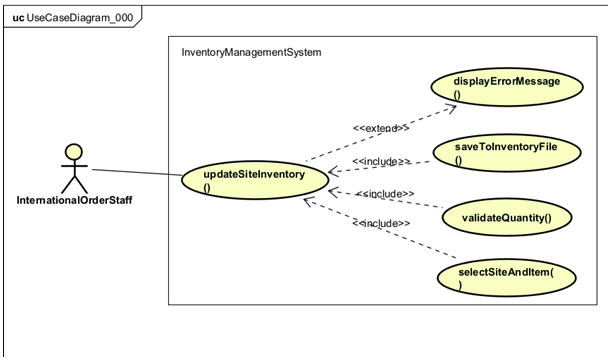 uc UseCaseDiagram_000
InventoryManagementSystem
displayErrorMessage
()
<<extend>>
saveToInventoryFile
()
<<include>>
updateSiteInventory
()
<<include>>
InternationalOrderStaff
validateQuantity()
<<include>>
selectSiteAndItem(
)